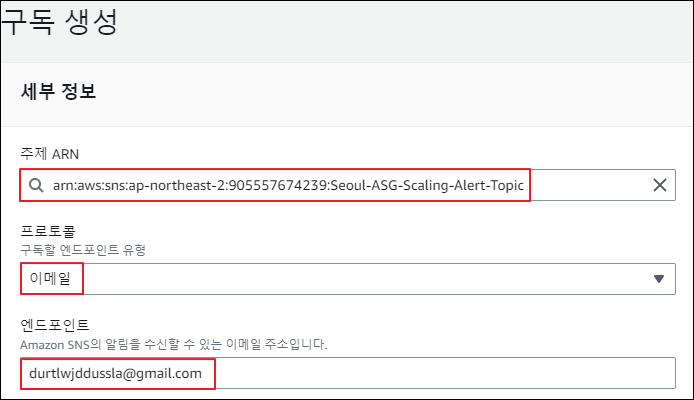 구독 생성
세부 정보
주제 ARN
arn:aws:sns:ap-northeast-2:905557674239:Seoul-ASG-Scaling-Alert-Topic
프로토콜
구독할 엔드포인트 유형
이메일
엔드포인트
Amazon SNS의 알림을 수신할 수 있는 이메일 주소입니다.
durtlwjddussla@gmail.com